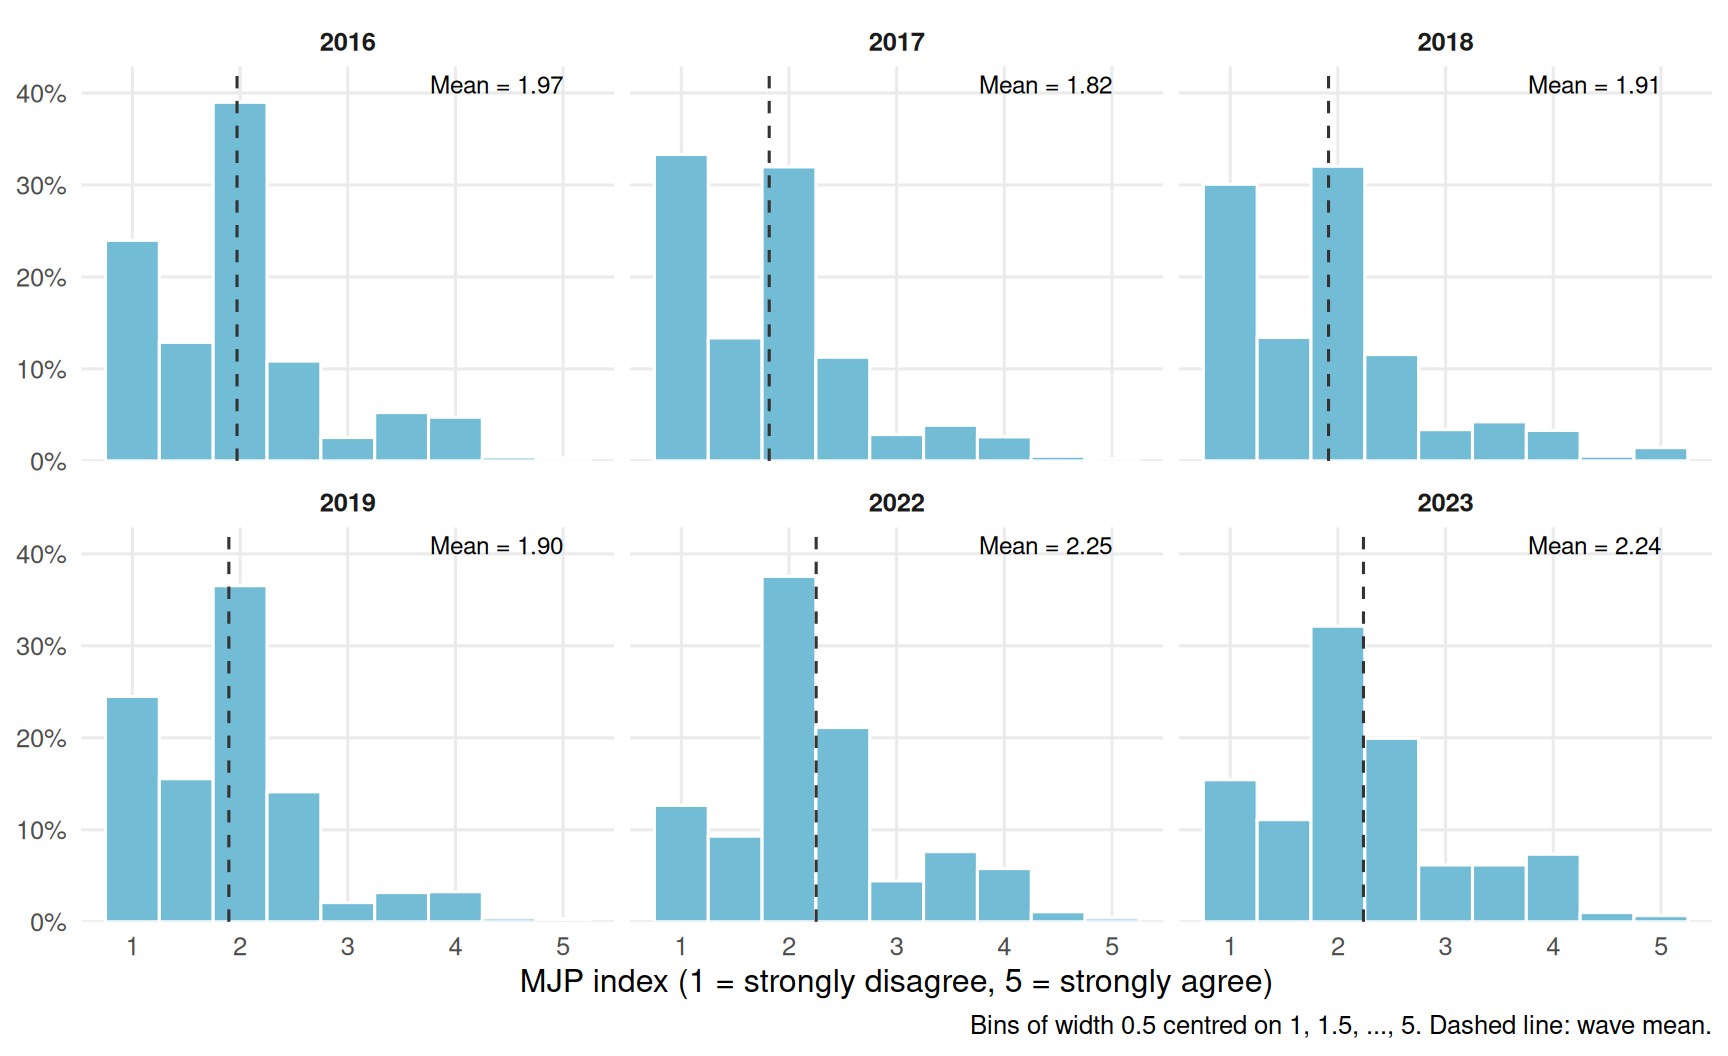 2016 2017 2018
Mean = 1.97 Mean = 1.82 Mean = 1.91
40%
30%
20%
10%
0%
2019 2022 2023
Mean = 1.90 Mean = 2.25 Mean = 2.24
40%
30%
20%
10%
0%
1 2 3 4 5 1 2 3 4 5 1 2 3 4 5
MJP index (1 = strongly disagree, 5 = strongly agree)
Bins of width 0.5 centred on 1, 1.5, ..., 5. Dashed line: wave mean.